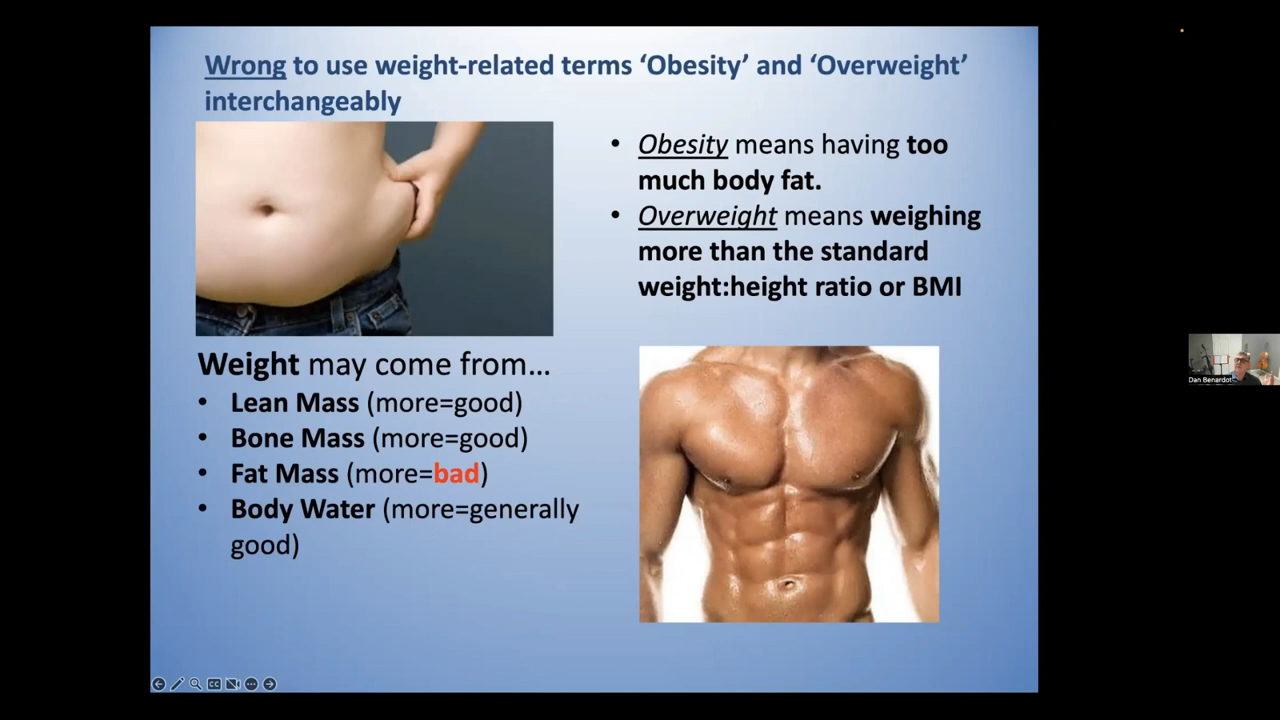 Wrong to use weight-related terms ‘Obesity’ and ‘Overweight’
interchangeably
• Obesity means having too
much body fat.
• Overweight means weighing
more than the standard
weight:height ratio or BMI
Weight may come from…
• Lean Mass (more=good)
• Bone Mass (more=good)
• Fat Mass (more=bad)
• Body Water (more=generally
good)
CC
Dan Benardot